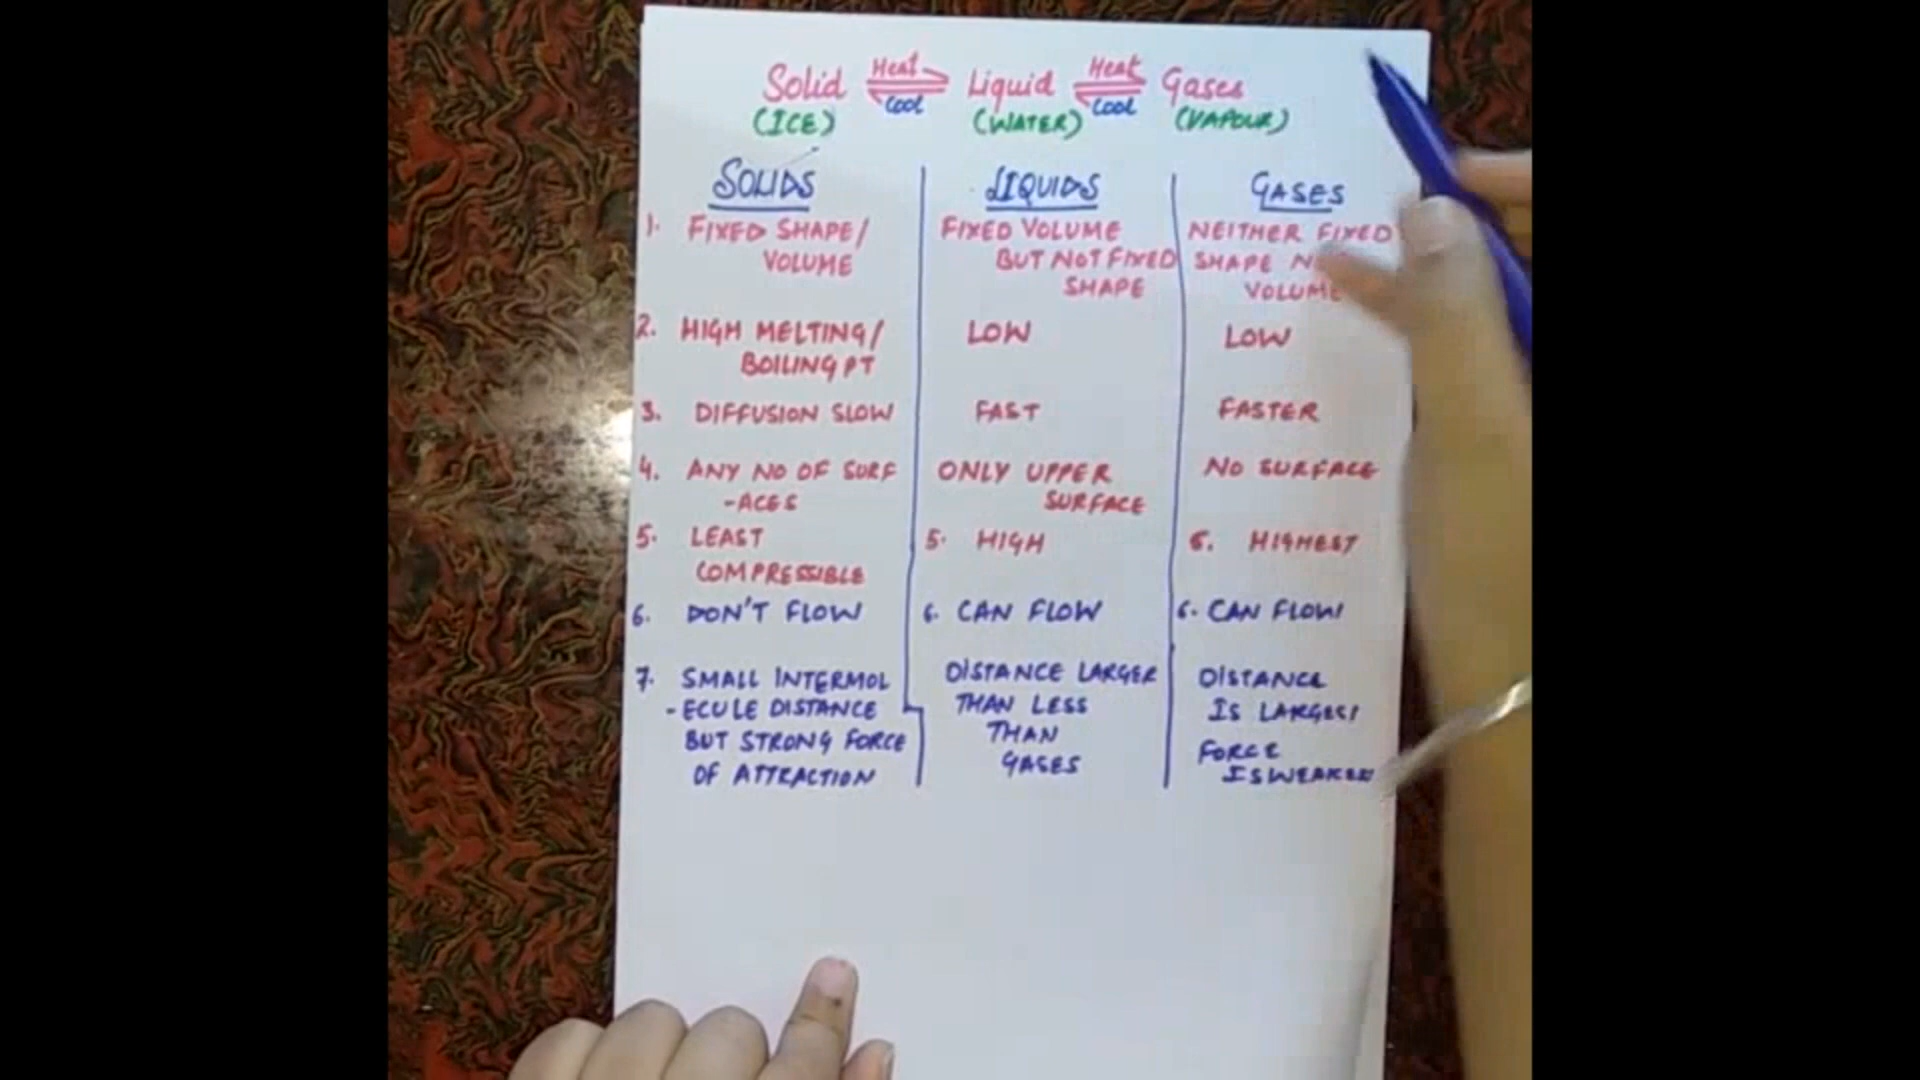 Solid Heat Cool Liquid Heat Cool Gases
(ICE) (WATER) (VAPOUR)
SOLIDS LIQUIDS GASES
1. FIXED SHAPE/
VOLUME
FIXED VOLUME
BUT NOT FIXED
SHAPE
NEITHER FIXED
SHAPE
VOLUME
2. HIGH MELTING/
BOILING PT
LOW
LOW
3. DIFFUSION SLOW
FAST
FASTER
4. ANY NO OF SURF
-ACES
ONLY UPPER
SURFACE
NO SURFACE
5. LEAST
COMPRESSIBLE
5. HIGH
5. HIGHEST
6. DON'T FLOW
6. CAN FLOW
6. CAN FLOW
7. SMALL INTERMOL
-ECULE DISTANCE
BUT STRONG FORCE
OF ATTRACTION
DISTANCE LARGER
THAN LESS
THAN
GASES
DISTANCE
IS LARGEST
FORCE
IS